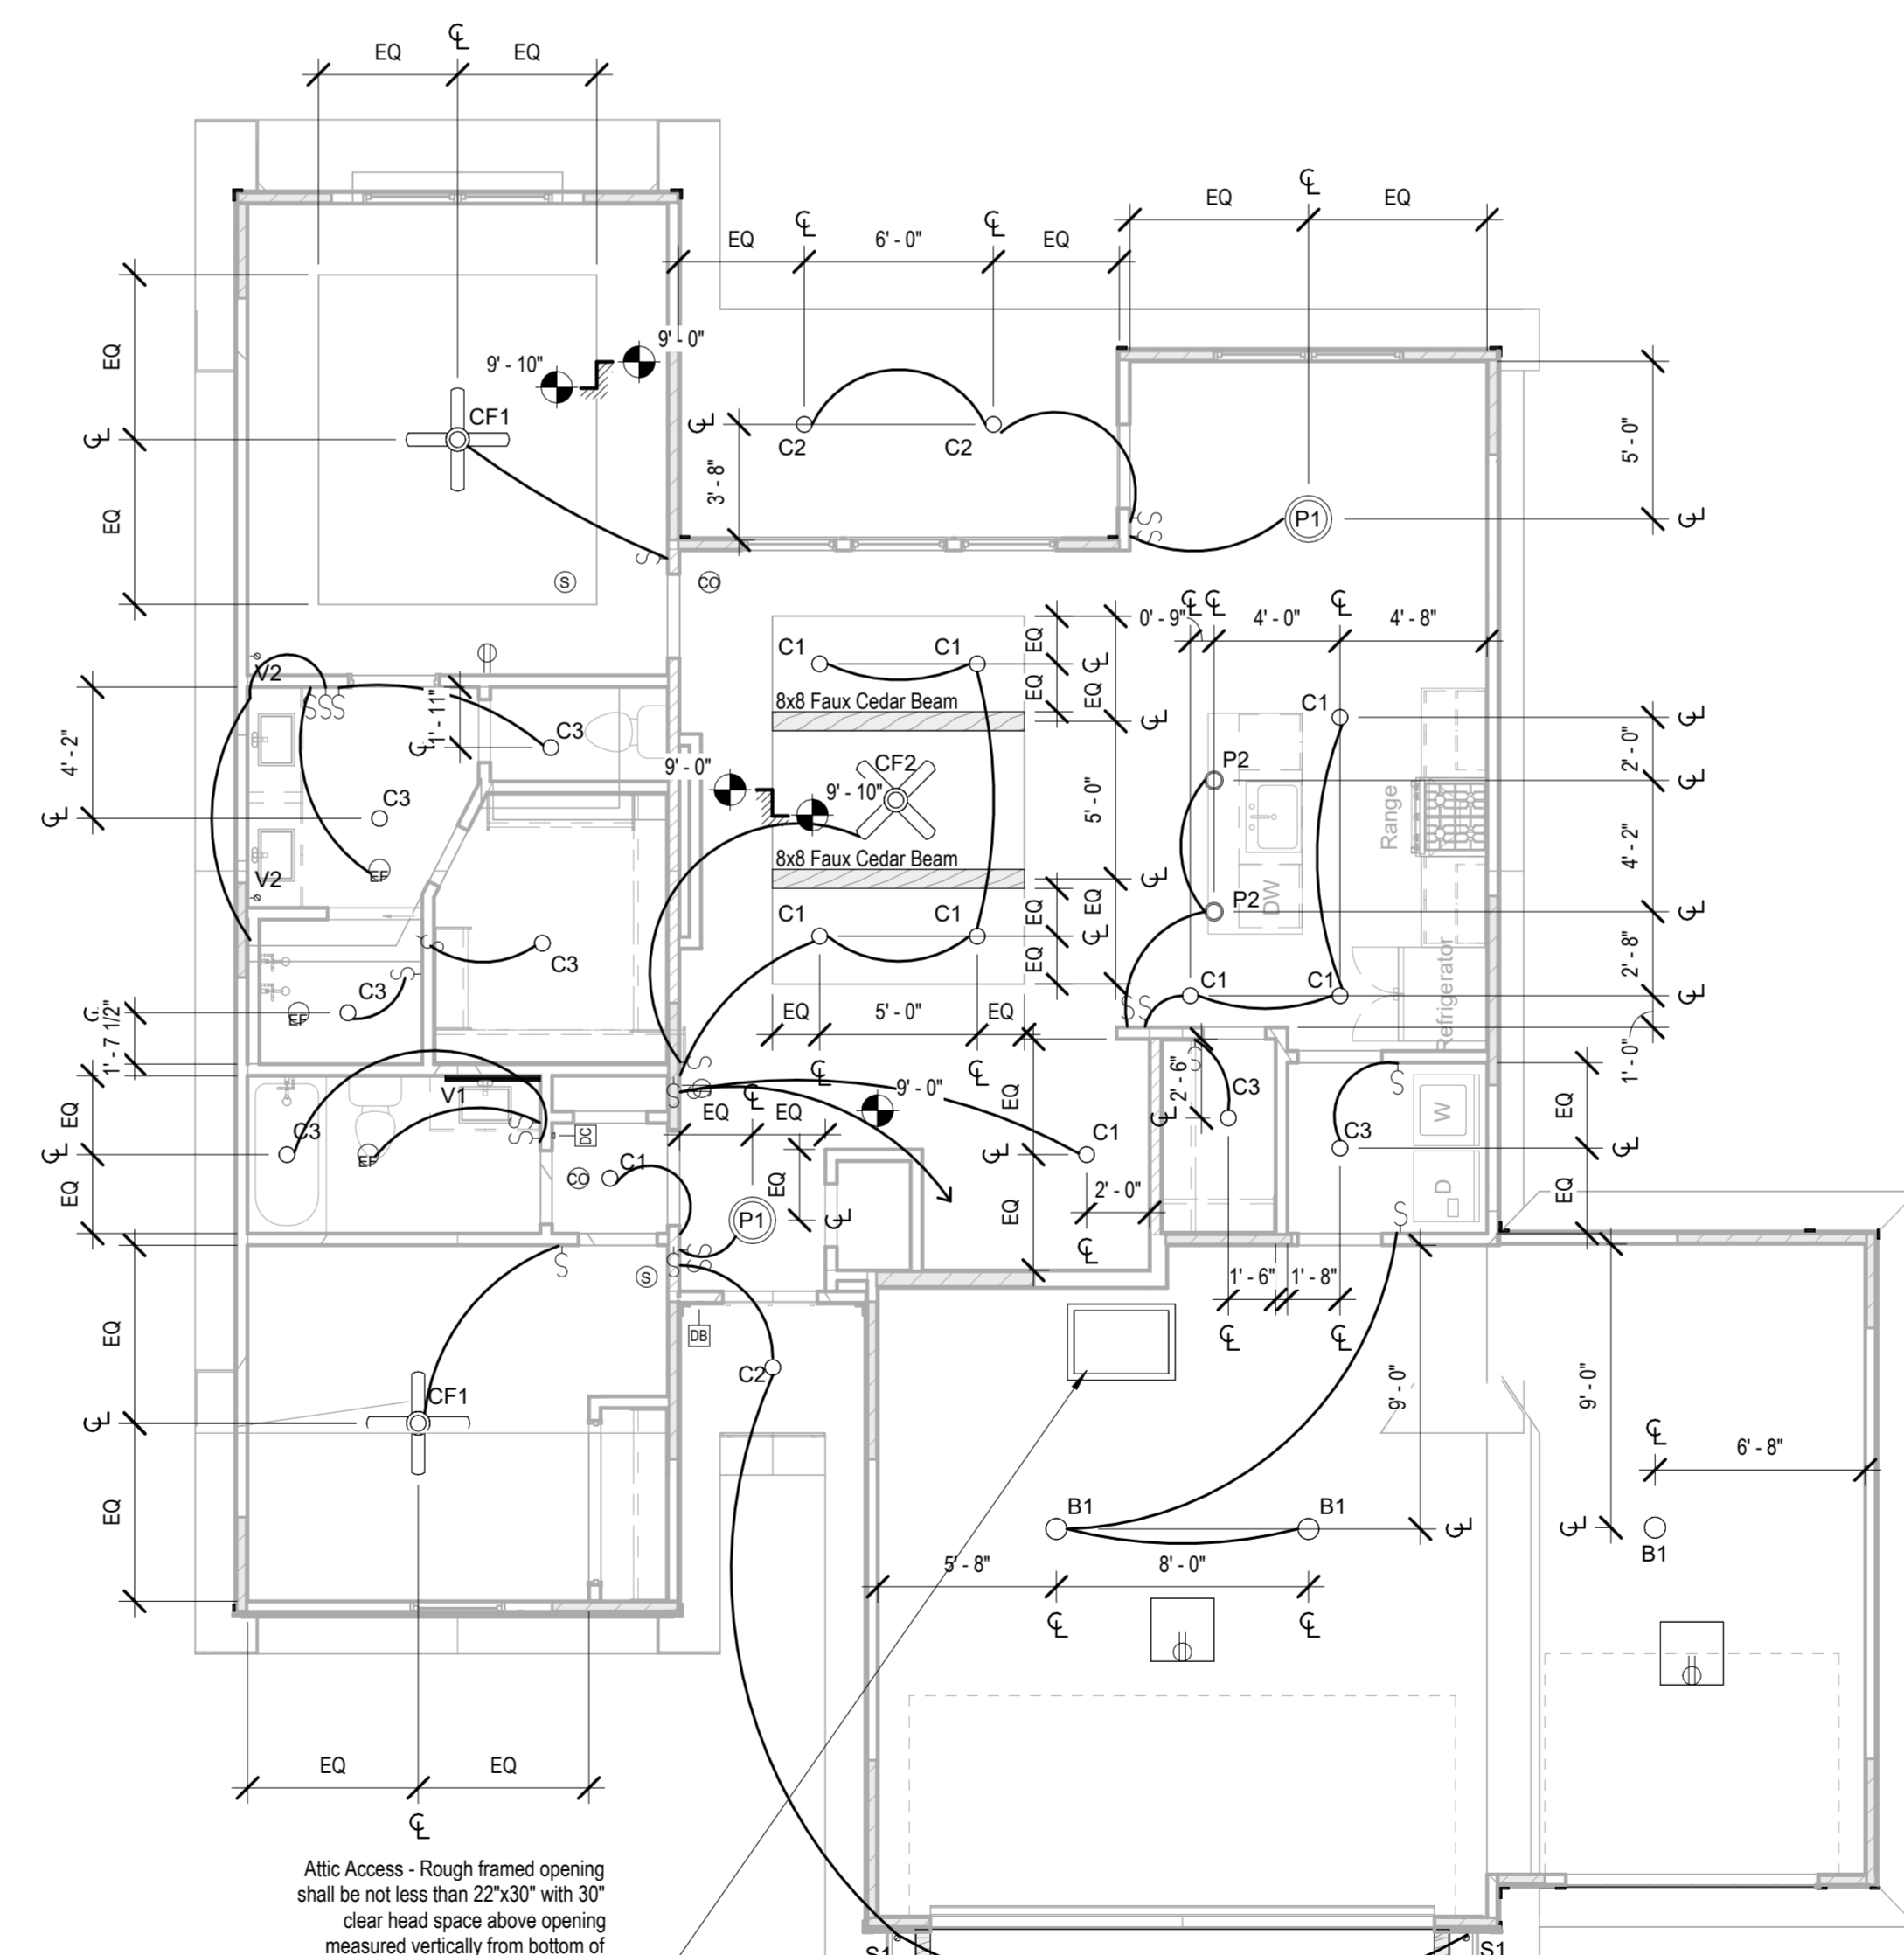 EQ ℄ EQ
EQ ℄ EQ
EQ ℄ 6' - 0" ℄ EQ
9' - 0"
9' - 10"
EQ
CF1
℄
EQ
C2 C2
℄
3' - 8"
5' - 0"
P1 ℄
S
S
S
S
S CO
0' - 9" ℄ ℄ 4' - 0" ℄ 4' - 8"
C1 C1 EQ ℄
EQ EQ
8x8 Faux Cedar Beam ℄
V2
S S S
1' - 11"
℄ C3
4' - 2"
C3
℄
EF
V2
9' - 0"
CF2
9' - 10"
5' - 0"
8x8 Faux Cedar Beam ℄
C1 C1 EQ ℄
EQ EQ
C1 ℄
2' - 0"
P2 ℄
Range
4' - 2"
DW
P2 ℄
2' - 8"
Refrigerator
S S C1 C1 ℄
1' - 0"
S
C3
S
C3
EF
℄
1' - 7 1/2"
EQ 5' - 0" EQ
℄ ℄
S
S
9' - 0"
EQ ℄ EQ
EQ
V1
C3
EF
S
S
DC
EQ
℄
EQ
CO C1
P1
EQ ℄
C1
℄
2' - 0"
℄
EQ
S
2' - 6"
℄ C3
S
W
C3
D
EQ
℄
EQ
S
S
S
S
S
S
DB
C2
1' - 6" 1' - 8"
℄ ℄
EQ
CF1
℄
EQ
9' - 0"
9' - 0"
℄ 6' - 8"
B1 B1 ℄
℄ B1
5' - 8" 8' - 0"
℄ ℄
EQ EQ
℄
Attic Access - Rough framed opening
shall be not less than 22"x30" with 30"
clear head space above opening
measured vertically from bottom of
S1 S1